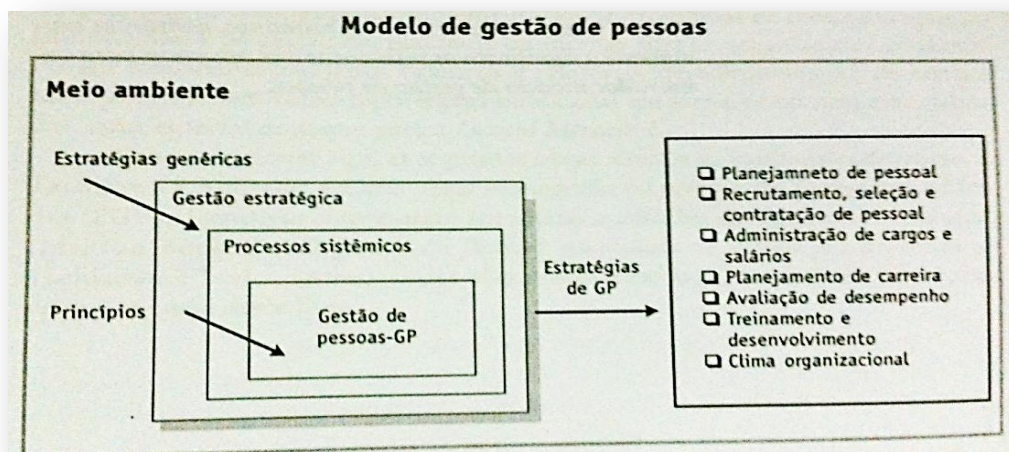 Modelo de gestão de pessoas
Meio ambiente
Estratégias genéricas
Gestão estratégica
Processos sistêmicos
Princípios
Gestão de
pessoas-GP
Estratégias
de GP
❑ Planejamneto de pessoal
❑ Recrutamento, seleção e
contratação de pessoal
❑ Administração de cargos e
salários
❑ Planejamento de carreira
❑ Avaliação de desempenho
❑ Treinamento e
desenvolvimento
❑ Clima organizacional